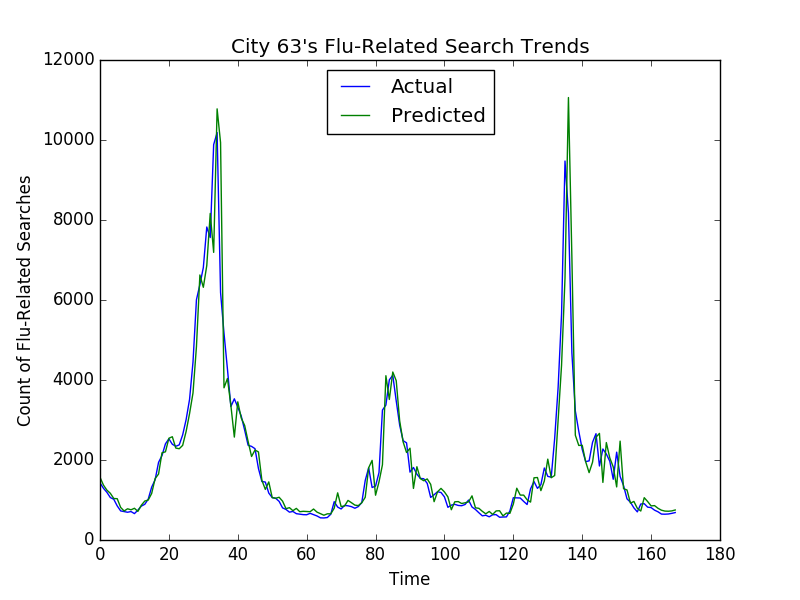 City 63's Flu-Related Search Trends
Actual
Predicted
12000
10000
8000
6000
4000
2000
0
Count of Flu-Related Searches
0 20 40 60 80 100 120 140 160 180
Time